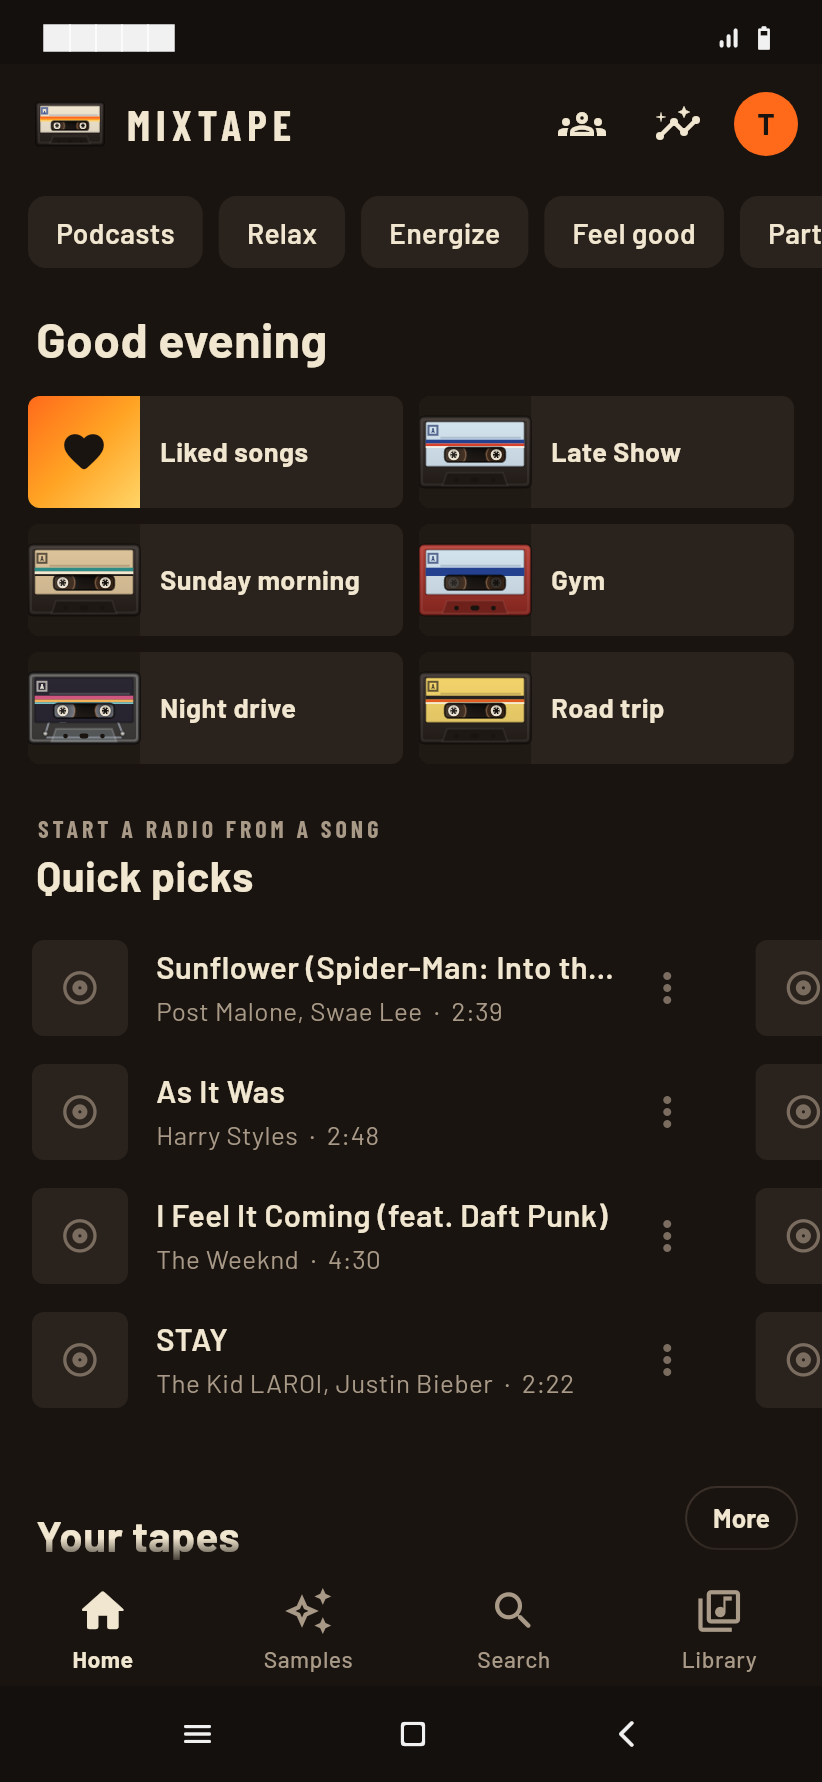 MIXTAPE
T
Podcasts
Relax
Energize
Feel good
Part
Good evening
Liked songs
Late Show
Sunday morning
Gym
Night drive
Road trip
START A RADIO FROM A SONG
Quick picks
Sunflower (Spider-Man: Into th...
Post Malone, Swae Lee · 2:39
As It Was
Harry Styles · 2:48
I Feel It Coming (feat. Daft Punk)
The Weeknd · 4:30
STAY
The Kid LAROI, Justin Bieber · 2:22
Your tapes
More
Home
Samples
Search
Library